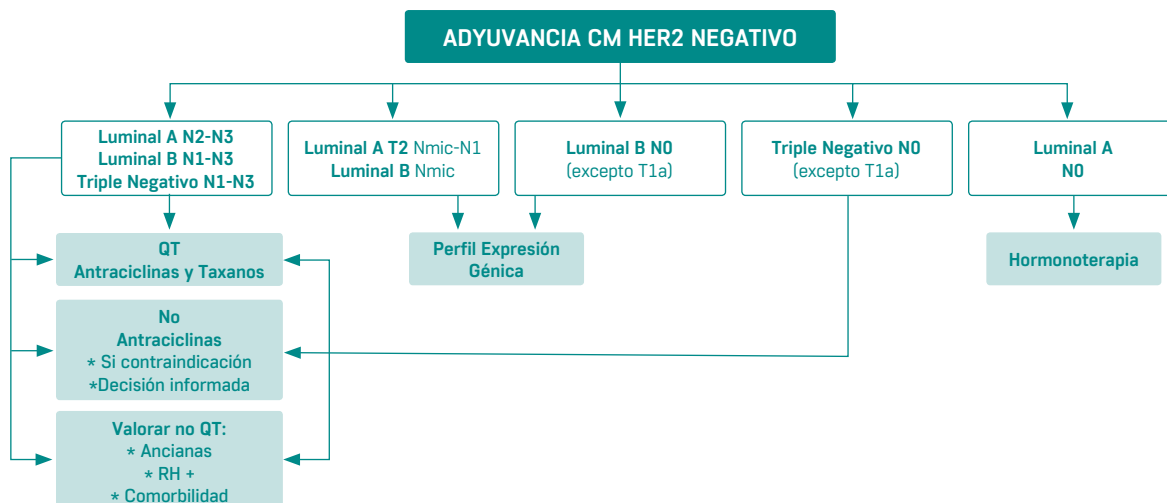 ADYUVANCIA CM HER2 NEGATIVO
Luminal A N2-N3
Luminal B N1-N3
Triple Negativo N1-N3
Luminal A T2 Nmic-N1
Luminal B Nmic
Luminal B N0
(excepto T1a)
Triple Negativo N0
(excepto T1a)
Luminal A
N0
QT
Antraciclinas y Taxanos
Perfil Expresión
Génica
Hormonoterapia
No
Antraciclinas
* Si contraindicación
*Decisión informada
Valorar no QT:
* Ancianas
* RH +
* Comorbilidad